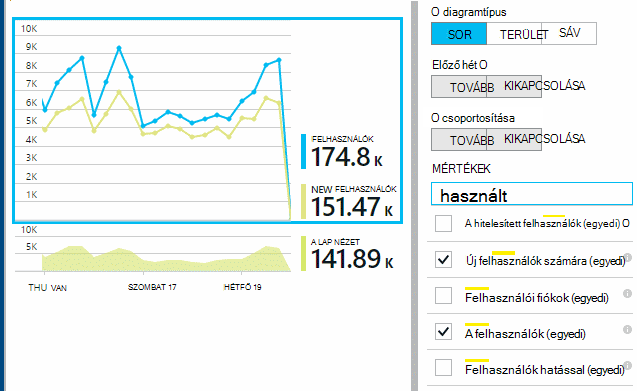 10K
9K
8K
7K
6K
5K
4K
3K
2K
1K
FELHASZNÁLÓK
174.8 K
NEW FELHASZNÁLÓK
151.47 K
10K
5K
A LAP NÉZET
141.89 K
THU VAN
SZOMBAT 17
HÉTFŐ 19
O diagramtípus
SOR
TERÜLET
SÁV
Előző hét O
TOVÁBB
KIKAPCSOLÁSA
O csoportosítása
TOVÁBB
KIKAPCSOLÁSA
MÉRTÉKEK
használt
A hitelesített felhasználók (egyedi) O
Új felhasználók számára (egyedi)
Felhasználói fiókok (egyedi)
A felhasználók (egyedi)
Felhasználók hatással (egyedi)